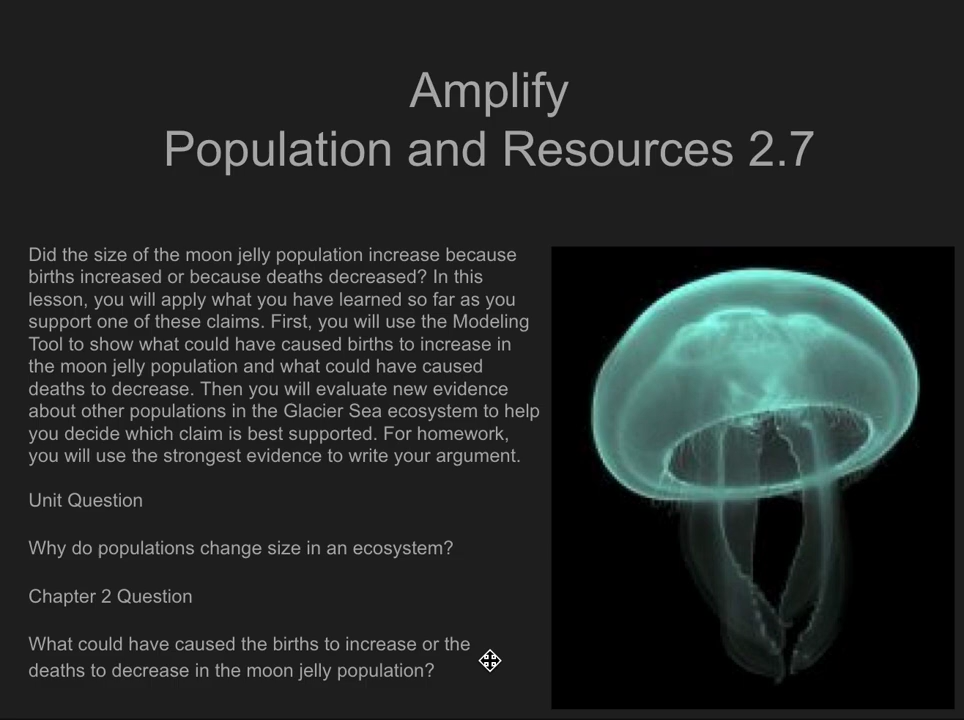 Amplify
Population and Resources 2.7
Did the size of the moon jelly population increase because
births increased or because deaths decreased? In this
lesson, you will apply what you have learned so far as you
support one of these claims. First, you will use the Modeling
Tool to show what could have caused births to increase in
the moon jelly population and what could have caused
deaths to decrease. Then you will evaluate new evidence
about other populations in the Glacier Sea ecosystem to help
you decide which claim is best supported. For homework,
you will use the strongest evidence to write your argument.
Unit Question
Why do populations change size in an ecosystem?
Chapter 2 Question
What could have caused the births to increase or the
deaths to decrease in the moon jelly population?